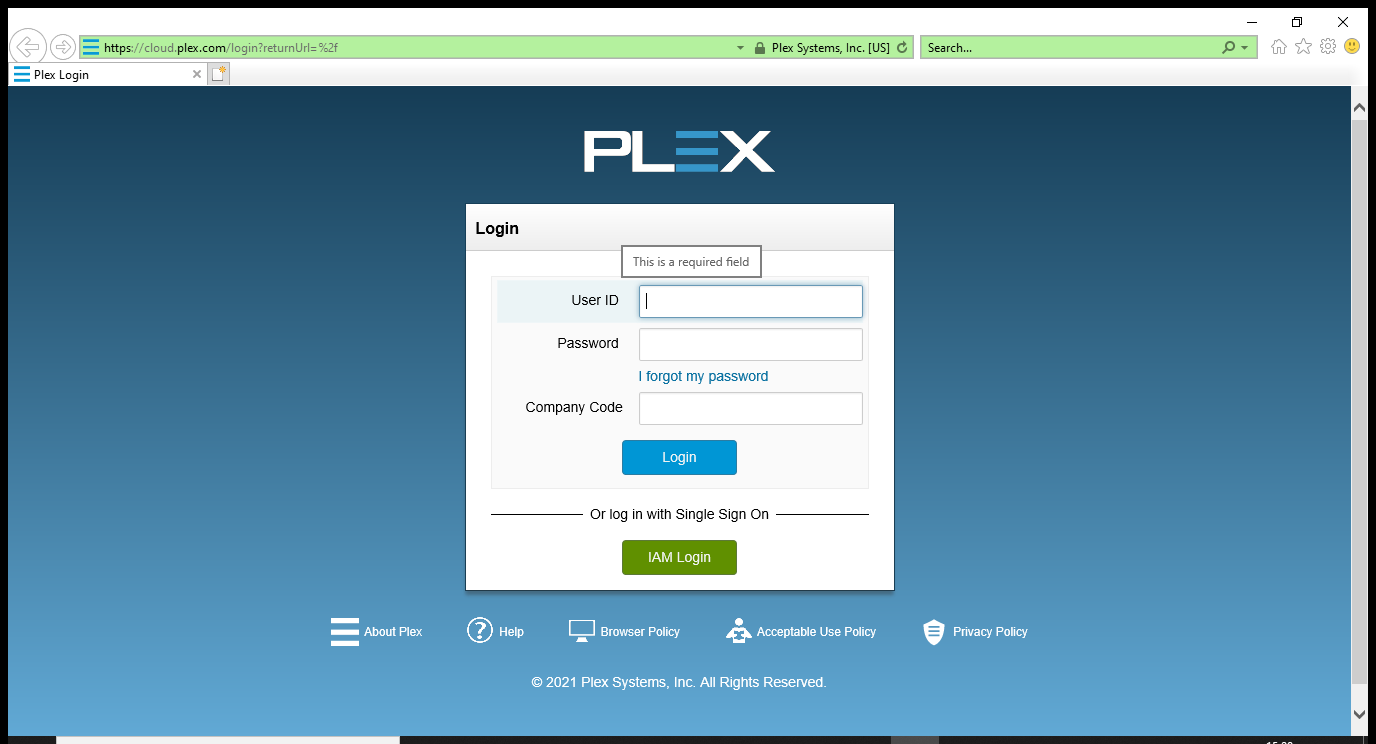 https://cloud.plex.com/login?returnUrl=%2f
Plex Systems, Inc. [US]
Search...
Plex Login
PLEX
Login
This is a required field
User ID
Password
I forgot my password
Company Code
Login
Or log in with Single Sign On
IAM Login
About Plex
Help
Browser Policy
Acceptable Use Policy
Privacy Policy
© 2021 Plex Systems, Inc. All Rights Reserved.